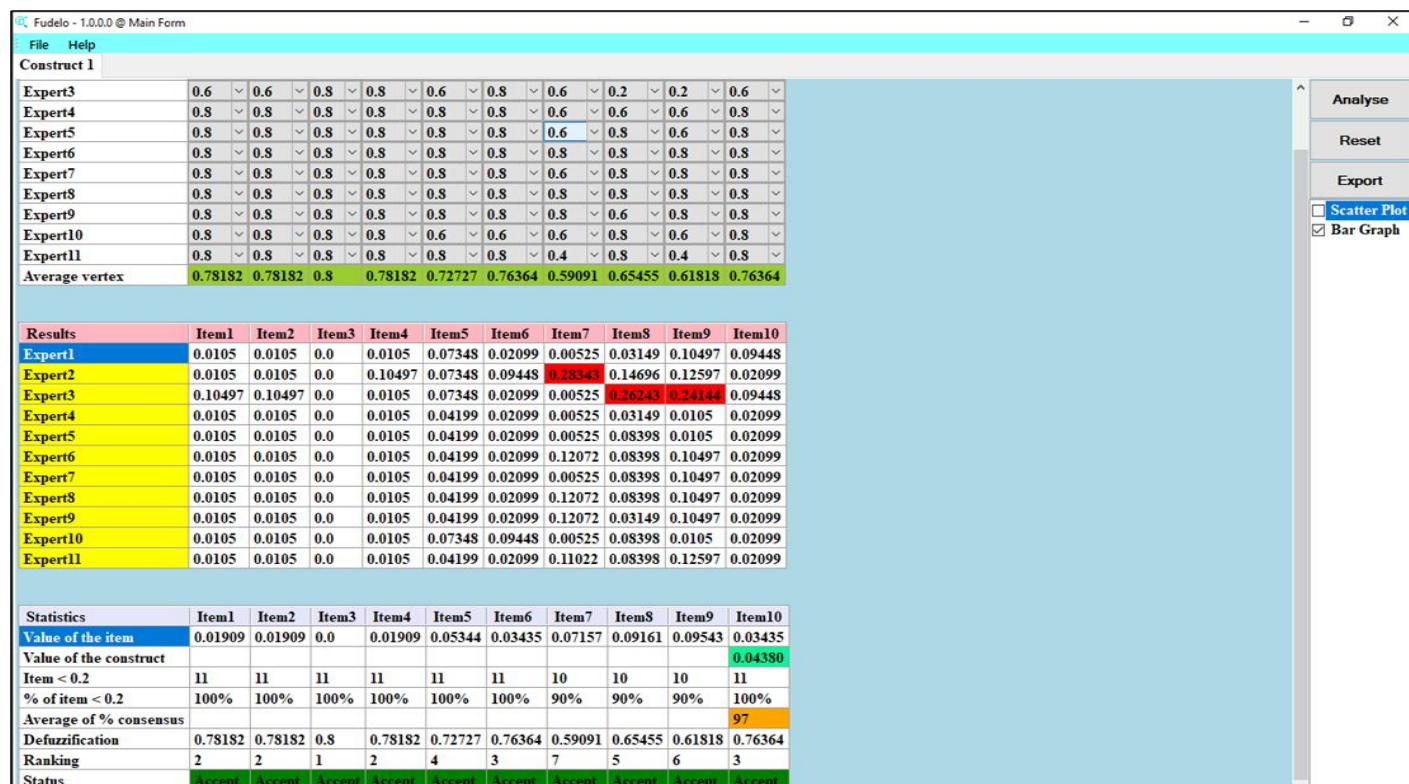 Fudelo - 1.0.0.0 @ Main Form
File Help
Construct 1
Expert3 0.6 0.6 0.8 0.8 0.6 0.8 0.6 0.2 0.2 0.6
Expert4 0.8 0.8 0.8 0.8 0.8 0.8 0.6 0.6 0.6 0.8
Expert5 0.8 0.8 0.8 0.8 0.8 0.8 0.6 0.8 0.6 0.8
Expert6 0.8 0.8 0.8 0.8 0.8 0.8 0.8 0.8 0.8 0.8
Expert7 0.8 0.8 0.8 0.8 0.8 0.8 0.6 0.8 0.8 0.8
Expert8 0.8 0.8 0.8 0.8 0.8 0.8 0.8 0.8 0.8 0.8
Expert9 0.8 0.8 0.8 0.8 0.8 0.8 0.8 0.6 0.8 0.8
Expert10 0.8 0.8 0.8 0.8 0.6 0.6 0.6 0.8 0.6 0.8
Expert11 0.8 0.8 0.8 0.8 0.8 0.8 0.4 0.8 0.4 0.8
Average vertex 0.78182 0.78182 0.8 0.78182 0.72727 0.76364 0.59091 0.65455 0.61818 0.76364
Results Item1 Item2 Item3 Item4 Item5 Item6 Item7 Item8 Item9 Item10
Expert1 0.0105 0.0105 0.0 0.0105 0.07348 0.02099 0.00525 0.03149 0.10497 0.09448
Expert2 0.0105 0.0105 0.0 0.10497 0.07348 0.09448 0.28343 0.14696 0.12597 0.02099
Expert3 0.10497 0.10497 0.0 0.0105 0.07348 0.02099 0.00525 0.26243 0.24144 0.09448
Expert4 0.0105 0.0105 0.0 0.0105 0.04199 0.02099 0.00525 0.03149 0.0105 0.02099
Expert5 0.0105 0.0105 0.0 0.0105 0.04199 0.02099 0.00525 0.08398 0.0105 0.02099
Expert6 0.0105 0.0105 0.0 0.0105 0.04199 0.02099 0.12072 0.08398 0.10497 0.02099
Expert7 0.0105 0.0105 0.0 0.0105 0.04199 0.02099 0.00525 0.08398 0.10497 0.02099
Expert8 0.0105 0.0105 0.0 0.0105 0.04199 0.02099 0.12072 0.08398 0.10497 0.02099
Expert9 0.0105 0.0105 0.0 0.0105 0.04199 0.02099 0.12072 0.03149 0.10497 0.02099
Expert10 0.0105 0.0105 0.0 0.0105 0.07348 0.09448 0.00525 0.08398 0.0105 0.02099
Expert11 0.0105 0.0105 0.0 0.0105 0.04199 0.02099 0.11022 0.08398 0.12597 0.02099
Statistics Item1 Item2 Item3 Item4 Item5 Item6 Item7 Item8 Item9 Item10
Value of the item 0.01909 0.01909 0.0 0.01909 0.05344 0.03435 0.07157 0.09161 0.09543 0.03435
Value of the construct 0.04380
Item < 0.2 11 11 11 11 11 11 10 10 10 11
% of item < 0.2 100% 100% 100% 100% 100% 100% 90% 90% 90% 100%
Average of % consensus 97
Defuzzification 0.78182 0.78182 0.8 0.78182 0.72727 0.76364 0.59091 0.65455 0.61818 0.76364
Ranking 2 2 1 2 4 3 7 5 6 3
Status Accept Accept Accept Accept Accept Accept Accept Accept Accept Accept
Analyse
Reset
Export
Scatter Plot
Bar Graph